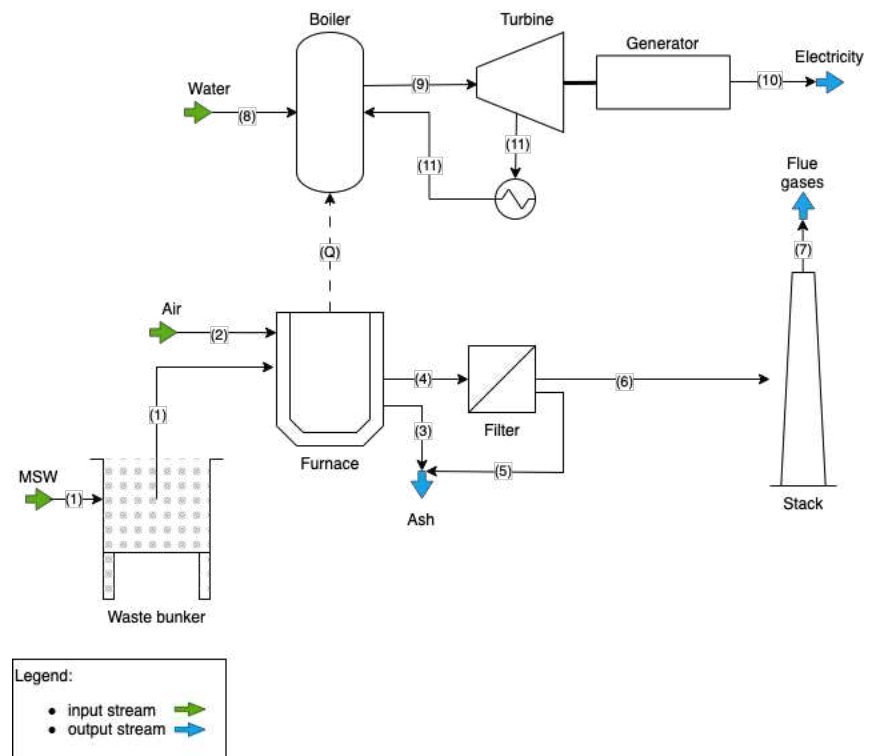 Boiler
Turbine
Generator
Electricity
Water
(9)
(10)
(8)
(11)
(11)
Flue
gases
(Q)
(7)
Air
(2)
(4)
(6)
(1)
(3)
Filter
Furnace
(5)
MSW
(1)
Ash
Stack
Waste bunker
Legend:
• input stream
• output stream